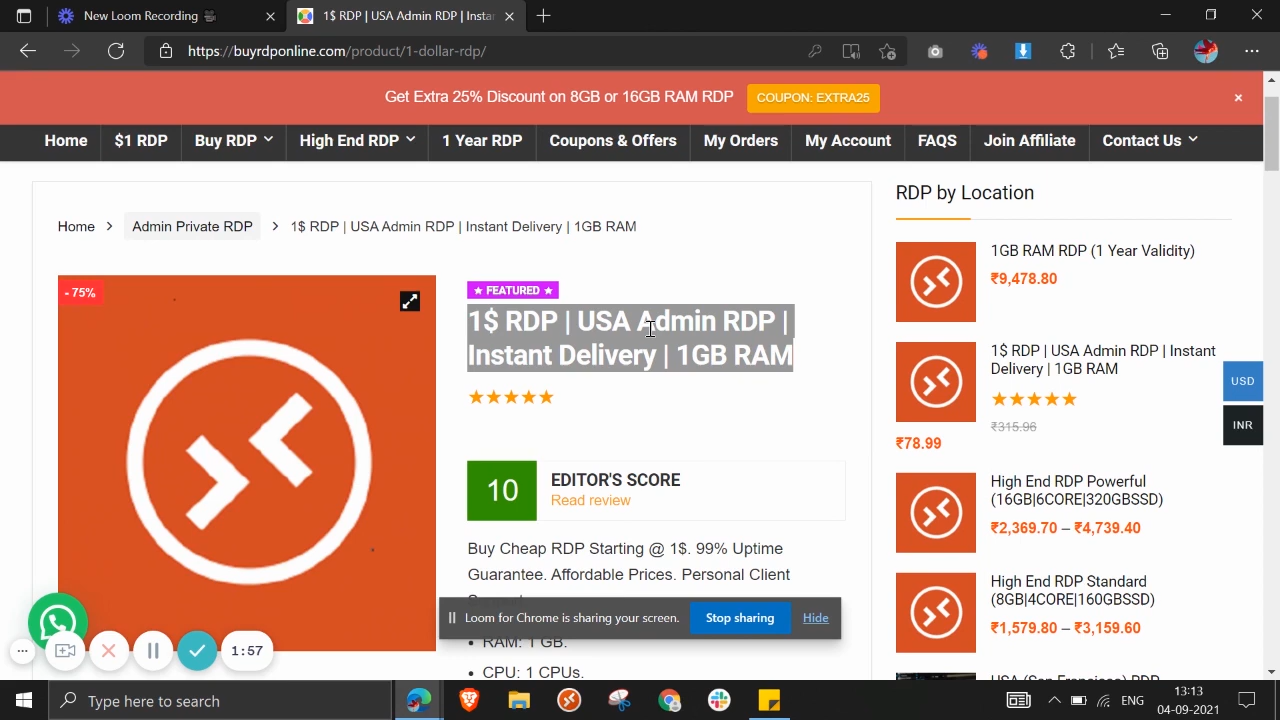 New Loom Recording
1$ RDP | USA Admin RDP | Insta
https://buyrdponline.com/product/1-dollar-rdp/
Get Extra 25% Discount on 8GB or 16GB RAM RDP
COUPON: EXTRA25
Home
$1 RDP
Buy RDP
High End RDP
1 Year RDP
Coupons & Offers
My Orders
My Account
FAQS
Join Affiliate
Contact Us
Home > Admin Private RDP > 1$ RDP | USA Admin RDP | Instant Delivery | 1GB RAM
- 75%
★ FEATURED ★
1$ RDP | USA Admin RDP |
Instant Delivery | 1GB RAM
10
EDITOR'S SCORE
Read review
Buy Cheap RDP Starting @ 1$. 99% Uptime
Guarantee. Affordable Prices. Personal Client
• RAM: 1 GB.
• CPU: 1 CPUs.
RDP by Location
1GB RAM RDP (1 Year Validity)
₹9,478.80
1$ RDP | USA Admin RDP | Instant
Delivery | 1GB RAM
₹315.96
₹78.99
High End RDP Powerful
(16GB|6CORE|320GBSSD)
₹2,369.70 – ₹4,739.40
High End RDP Standard
(8GB|4CORE|160GBSSD)
₹1,579.80 – ₹3,159.60
USA (San Francisco) RDP
USD
INR
Loom for Chrome is sharing your screen.
Stop sharing
Hide
1:57
Type here to search
ENG
13:13
04-09-2021